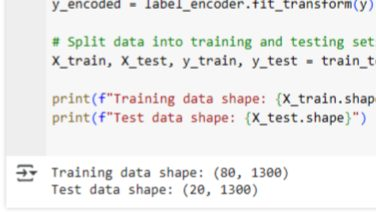 y_encoded = label_encoder.fit_transform(y)
# Split data into training and testing set
X_train, X_test, y_train, y_test = train_t
print(f"Training data shape: {X_train.shap
print(f"Test data shape: {X_test.shape}")
Training data shape: (80, 1300)
Test data shape: (20, 1300)